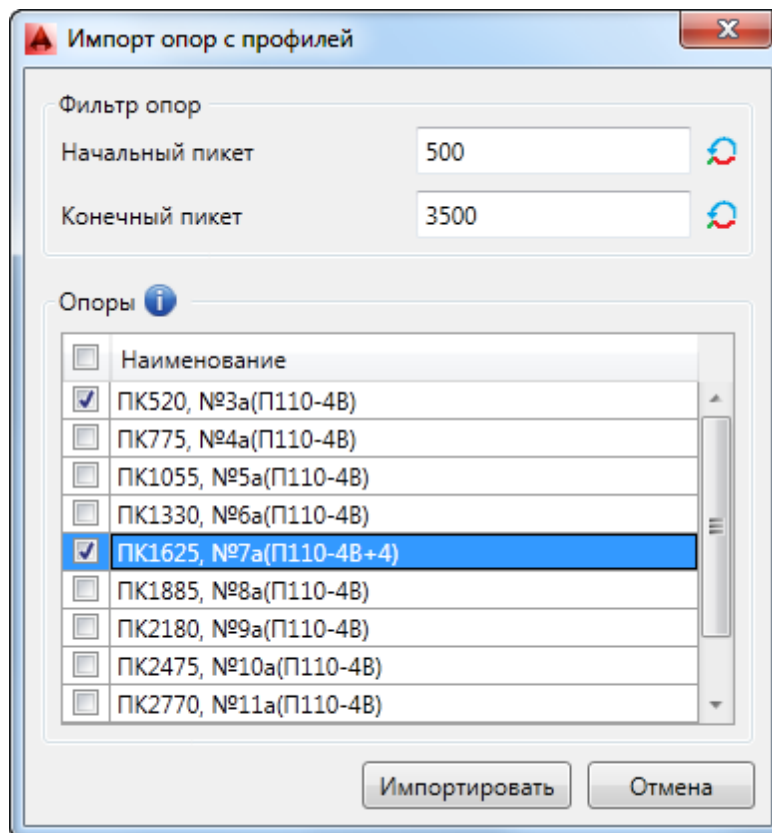 Импорт опор с профилей
Фильтр опор
Начальный пикет 500
Конечный пикет 3500
Опоры
Наименование
ПК520, №3а(П110-4В)
ПК775, №4а(П110-4В)
ПК1055, №5а(П110-4В)
ПК1330, №6а(П110-4В)
ПК1625, №7а(П110-4В+4)
ПК1885, №8а(П110-4В)
ПК2180, №9а(П110-4В)
ПК2475, №10а(П110-4В)
ПК2770, №11а(П110-4В)
Импортировать Отмена